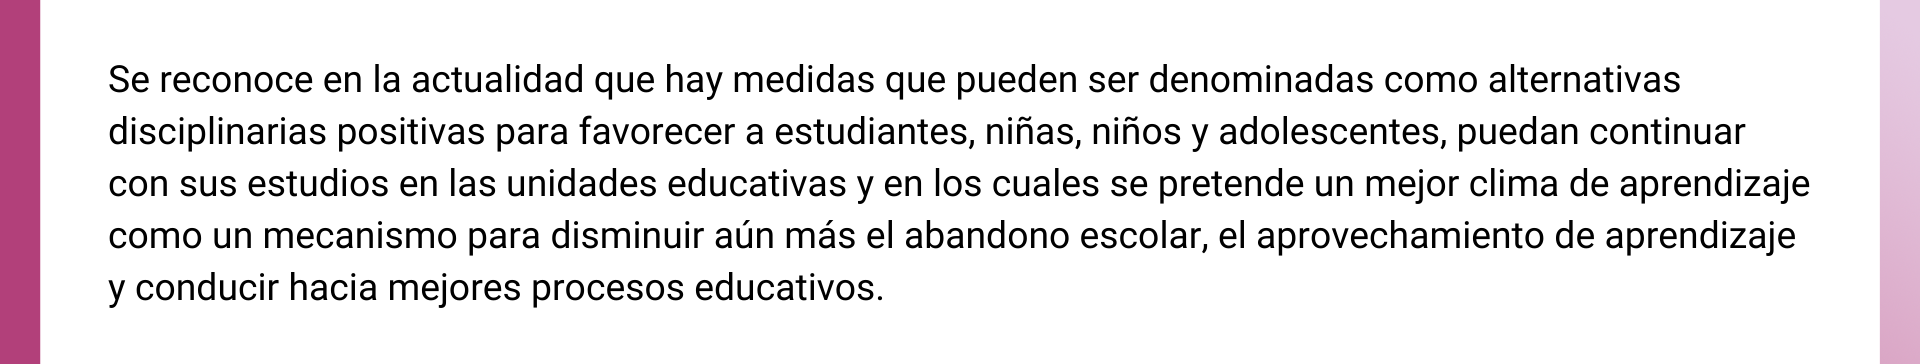 Se reconoce en la actualidad que hay medidas que pueden ser denominadas como alternativas
disciplinarias positivas para favorecer a estudiantes, niñas, niños y adolescentes, puedan continuar
con sus estudios en las unidades educativas y en los cuales se pretende un mejor clima de aprendizaje
como un mecanismo para disminuir aún más el abandono escolar, el aprovechamiento de aprendizaje
y conducir hacia mejores procesos educativos.